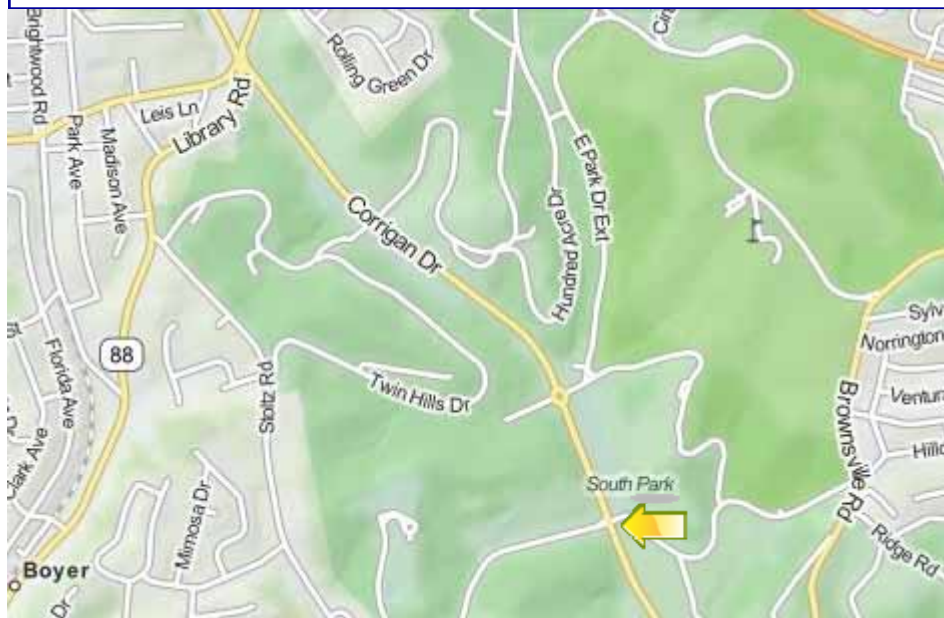 Brightwood Rd
Park Ave
Madison Ave
Leis Ln
Library Rd
Rolling Green Dr
Corrigan Dr
Hundred Acre Dr
E Park Dr Ext
88
Florida Ave
Clark Ave
Stoltz Rd
Twin Hills Dr
Mimosa Dr
Boyer
Dr
South Park
Brownsville Rd
Ridge Rd
Sylv
Norrington
Ventur
Hillc